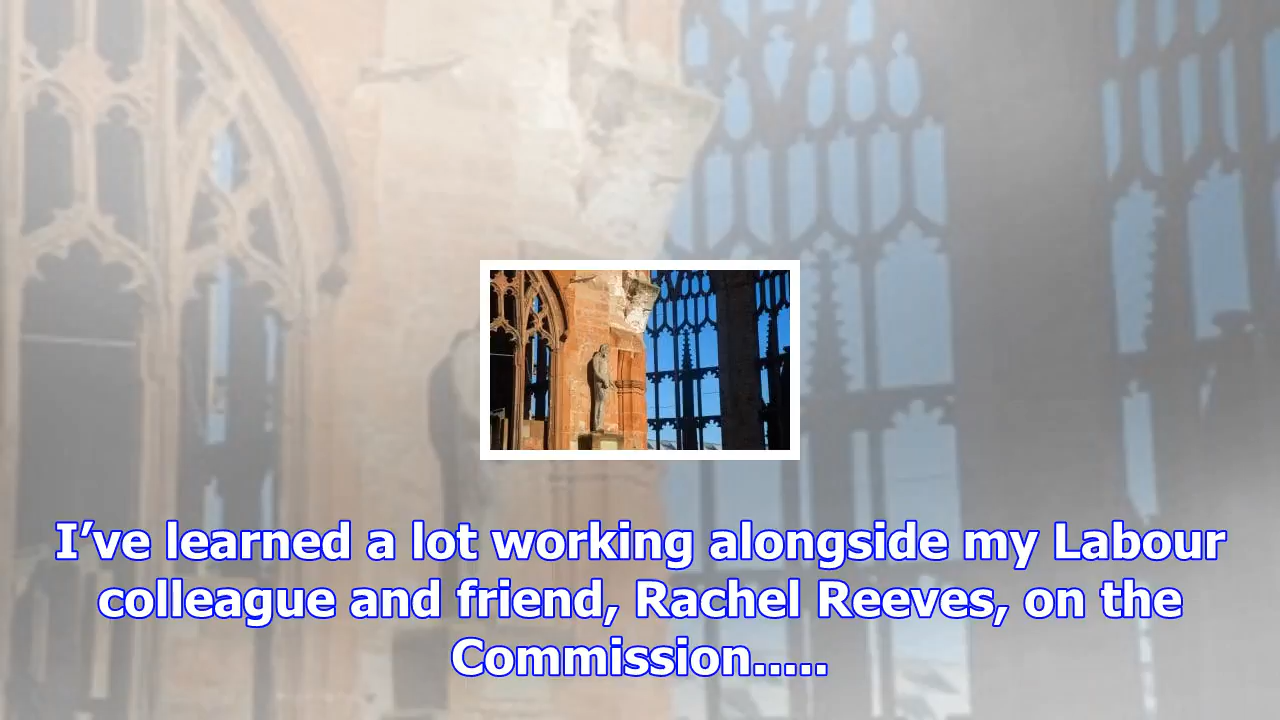 I’ve learned a lot working alongside my Labour
colleague and friend, Rachel Reeves, on the
Commission.....